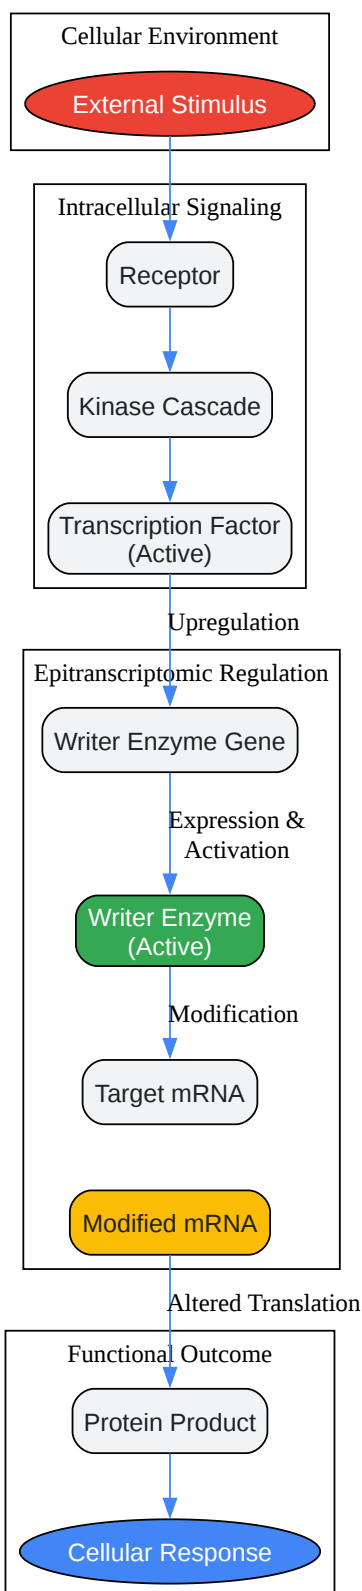 Cellular Environment
External Stimulus
Intracellular Signaling
Receptor
Kinase Cascade
Transcription Factor
(Active)
Upregulation
Epitranscriptomic Regulation
Writer Enzyme Gene
Expression &
Activation
Writer Enzyme
(Active)
Modification
Target mRNA
Modified mRNA
Altered Translation
Functional Outcome
Protein Product
Cellular Response